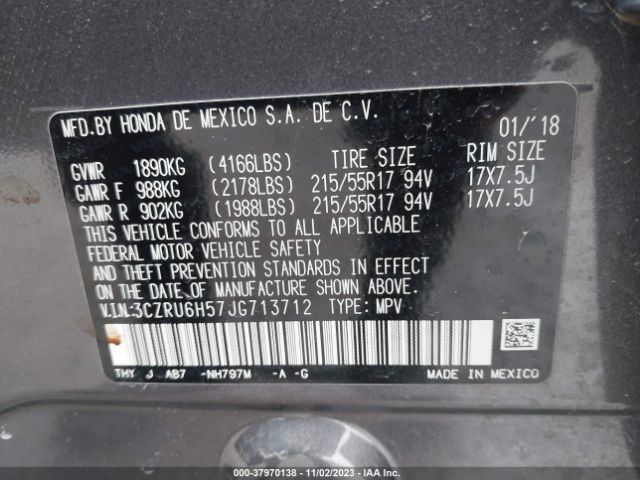 MFD.BY HONDA DE MEXICO S.A. DE C.V. 01/'18
GVWR 1890KG (4166LBS) TIRE SIZE RIM SIZE
GAWR F 988KG (2178LBS) 215/55R17 94V 17X7.5J
GAWR R 902KG (1988LBS) 215/55R17 94V 17X7.5J
THIS VEHICLE CONFORMS TO ALL APPLICABLE
FEDERAL MOTOR VEHICLE SAFETY
AND THEFT PREVENTION STANDARDS IN EFFECT
ON THE DATE OF MANUFACTURE SHOWN ABOVE.
V.I.N:3CZRU6H57JG713712 TYPE: MPV
THY J AB7 -NH797M -A -G MADE IN MEXICO
000-37970138 - 11/02/2023 - IAA Inc.